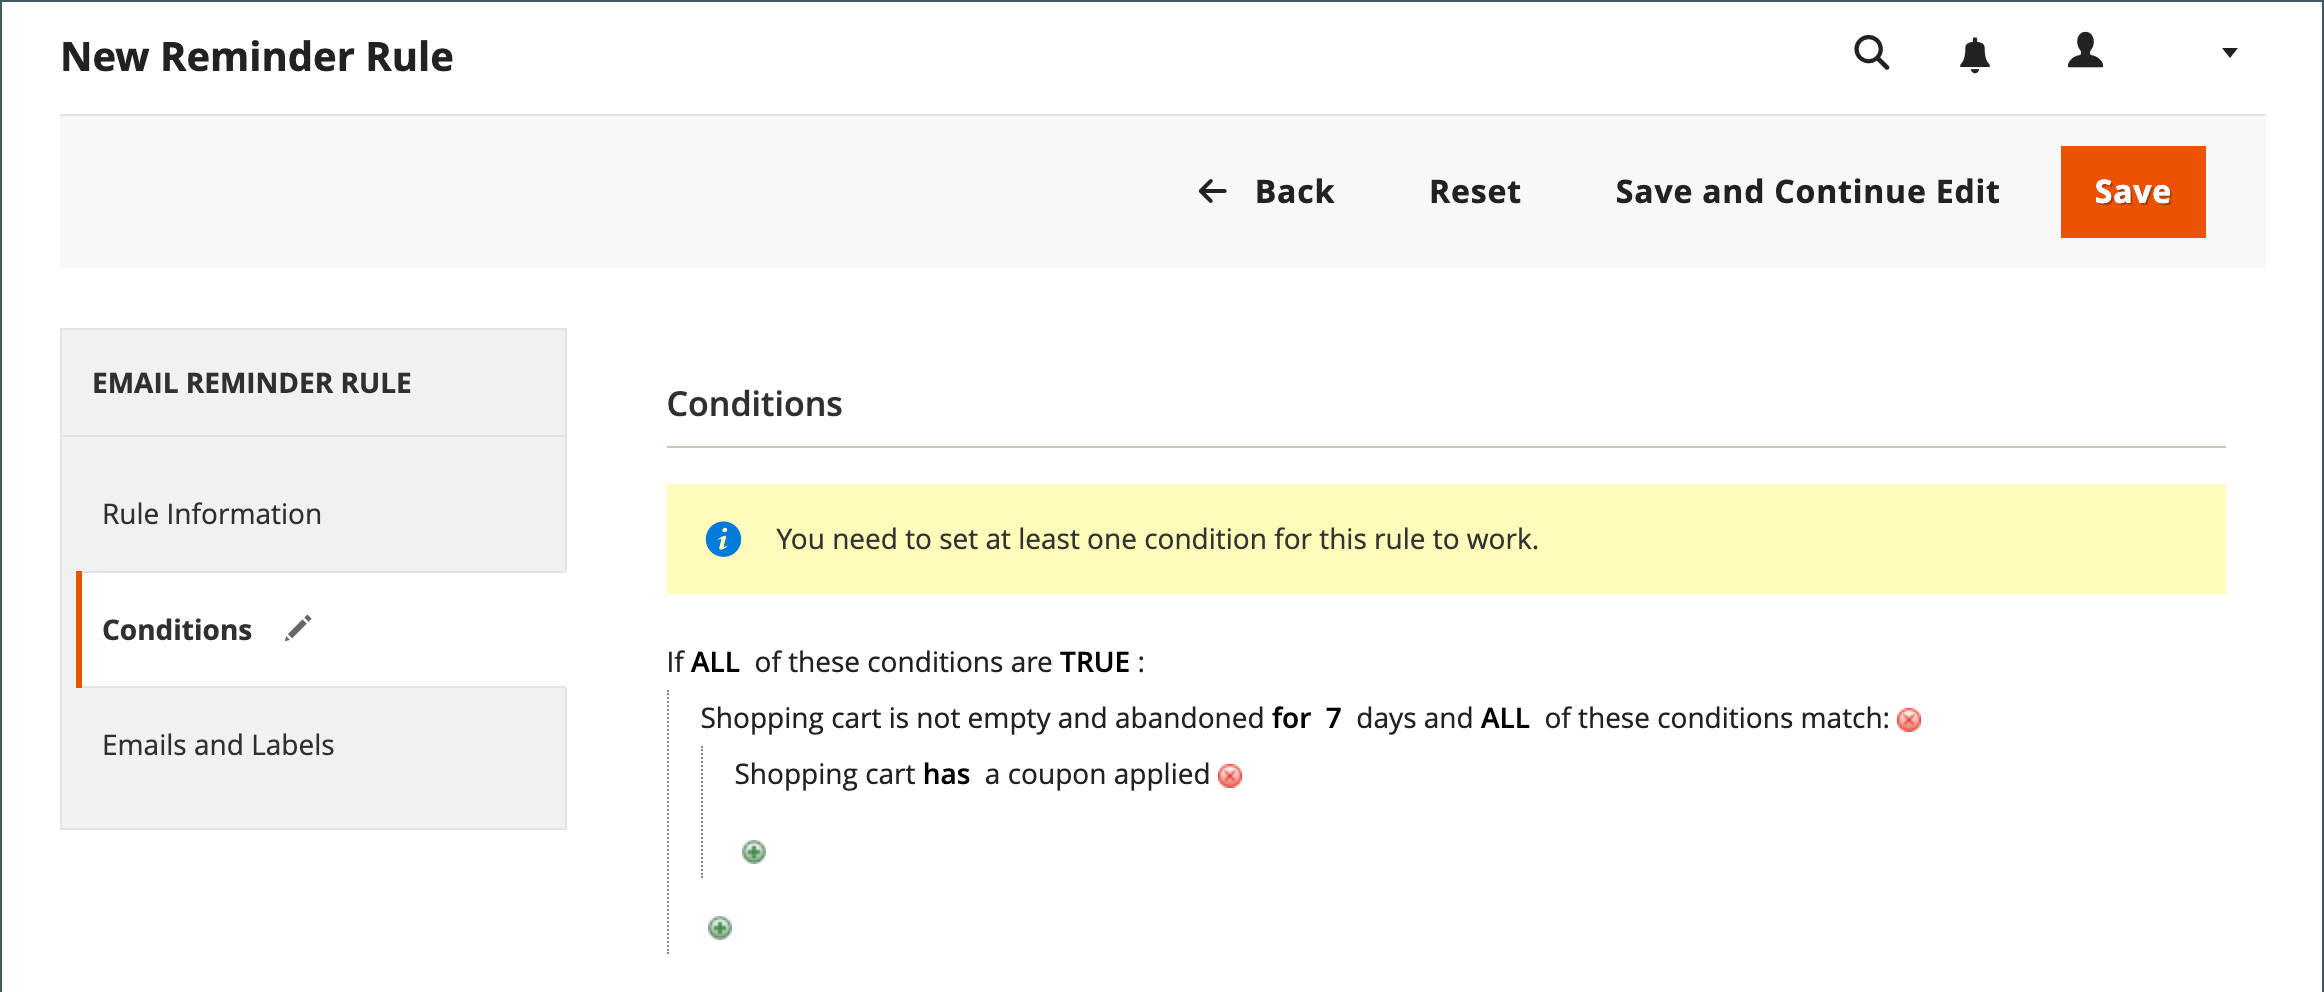 New Reminder Rule
Back
Reset
Save and Continue Edit
Save
EMAIL REMINDER RULE
Rule Information
Conditions
Emails and Labels
Conditions
You need to set at least one condition for this rule to work.
If ALL of these conditions are TRUE :
Shopping cart is not empty and abandoned for 7 days and ALL of these conditions match:
Shopping cart has a coupon applied